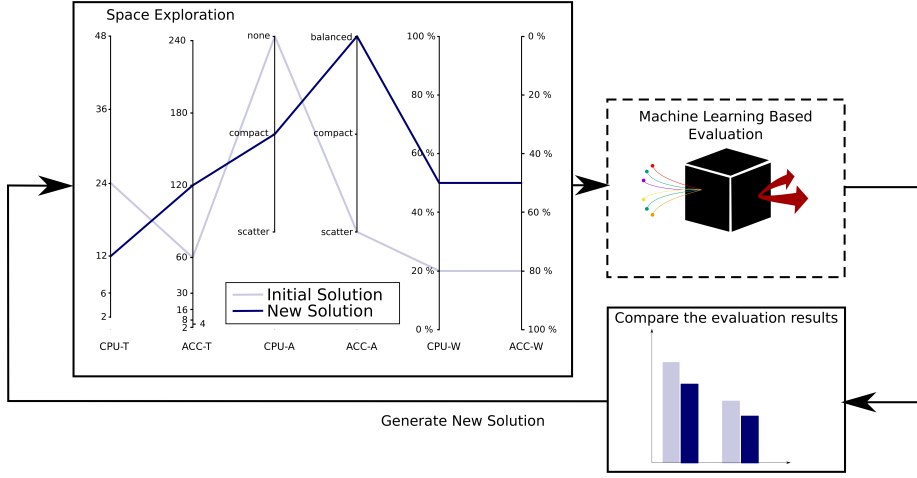 Space Exploration
48
36
24
12
6
2
CPU-T
240
180
120
60
30
16
8
4
2
ACC-T
none
compact
scatter
CPU-A
balanced
compact
scatter
ACC-A
100 %
80 %
60 %
40 %
20 %
0 %
CPU-W
0 %
20 %
40 %
60 %
80 %
100 %
ACC-W
Initial Solution
New Solution
Machine Learning Based
Evaluation
Compare the evaluation results
Generate New Solution